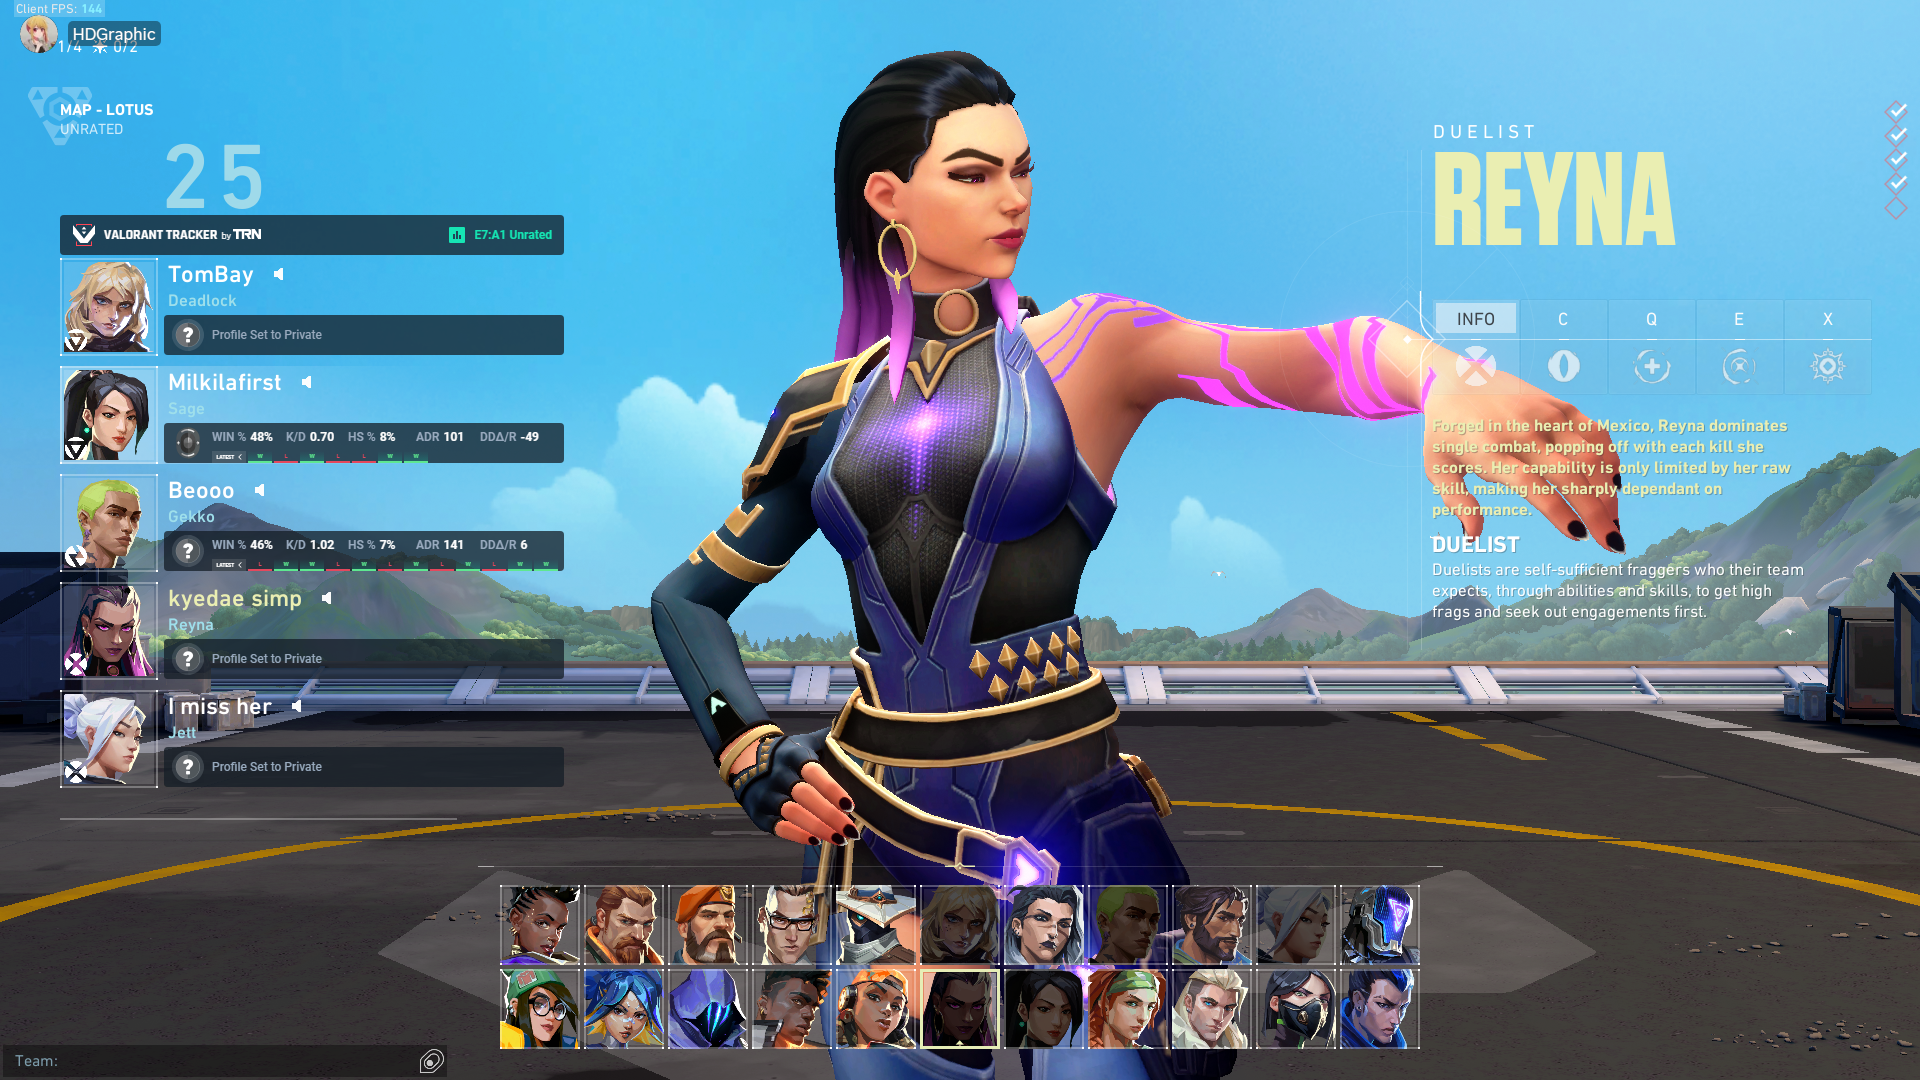 Client FPS: 144
HDGraphic
1/4 0/2
MAP - LOTUS
UNRATED
25
VALORANT TRACKER by TRN
E7:A1 Unrated
TomBay
Deadlock
? Profile Set to Private
Milkilafirst
Sage
WIN % 48% K/D 0.70 HS % 8% ADR 101 DDΔ/R -49
LATEST < W L W L L W W
Beooo
Gekko
? WIN % 46% K/D 1.02 HS % 7% ADR 141 DDΔ/R 6
LATEST < L W W L W L W L W L W W
kyedae simp
Reyna
? Profile Set to Private
I miss her
Jett
? Profile Set to Private
Team:
DUELIST
REYNA
INFO C Q E X
Forged in the heart of Mexico, Reyna dominates
single combat, popping off with each kill she
scores. Her capability is only limited by her raw
skill, making her sharply dependant on
performance.
DUELIST
Duelists are self-sufficient fraggers who their team
expects, through abilities and skills, to get high
frags and seek out engagements first.